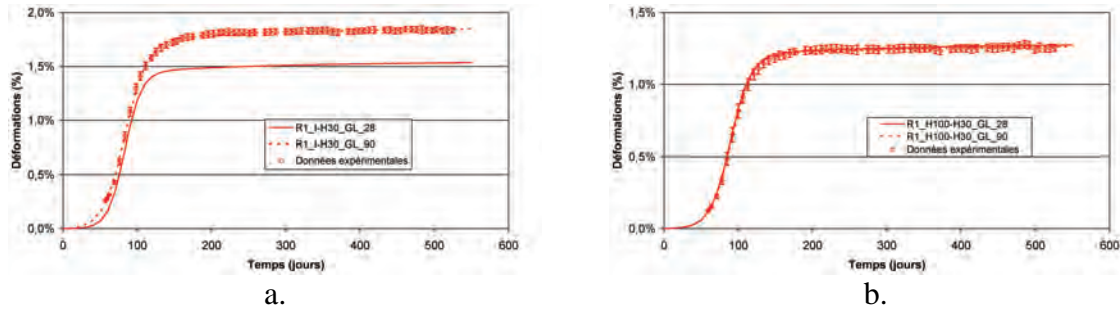 2,0%
1,5%
1,0%
0,5%
0,0%
Déformations (%)
R1_I-H30_GL_28
R1_I-H30_GL_90
Données expérimentales
0 100 200 300 400 500 600
Temps (jours)
a.
1,5%
1,0%
0,5%
0,0%
Déformations (%)
R1_H100-H30_GL_28
R1_H100-H30_GL_90
Données expérimentales
0 100 200 300 400 500 600
Temps (jours)
b.